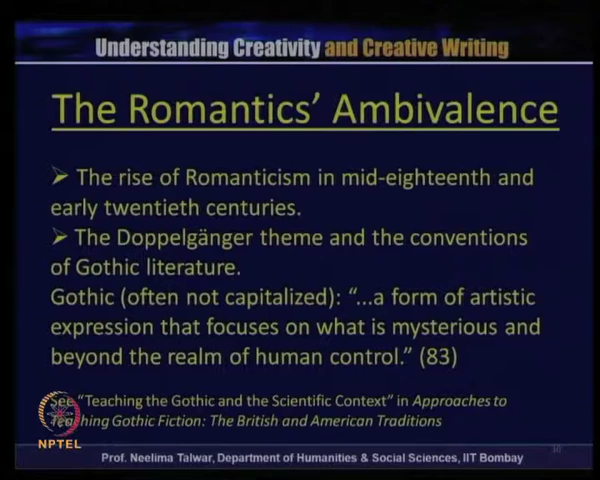 Understanding Creativity and Creative Writing
The Romantics' Ambivalence
➢ The rise of Romanticism in mid-eighteenth and
early twentieth centuries.
➢ The Doppelgänger theme and the conventions
of Gothic literature.
Gothic (often not capitalized): "...a form of artistic
expression that focuses on what is mysterious and
beyond the realm of human control." (83)
See "Teaching the Gothic and the Scientific Context" in Approaches to
Teaching Gothic Fiction: The British and American Traditions
NPTEL
10
Prof. Neelima Talwar, Department of Humanities & Social Sciences, IIT Bombay